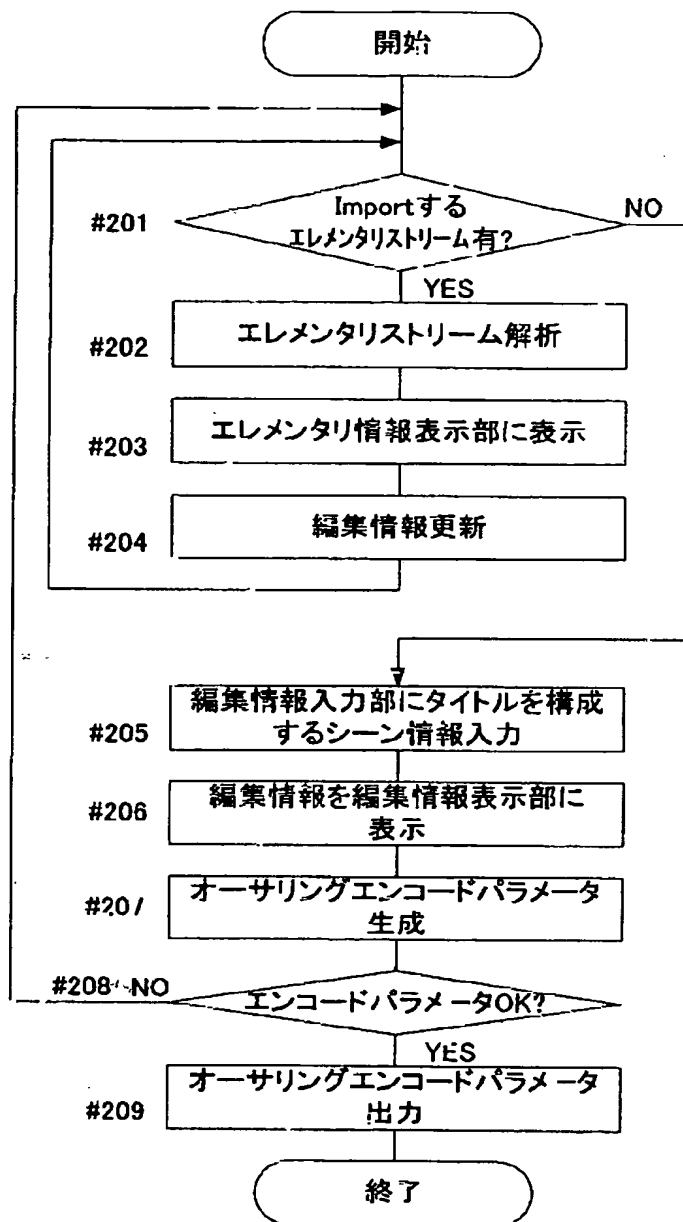 開始
#201
Importする
エレメンタリストリーム有?
NO
YES
#202
エレメンタリストリーム解析
#203
エレメンタリ情報表示部に表示
#204
編集情報更新
#205
編集情報入力部にタイトルを構成
するシーン情報入力
#206
編集情報を編集情報表示部に
表示
#207
オーサリングエンコードパラメータ
生成
#208 NO
エンコードパラメータOK?
YES
#209
オーサリングエンコードパラメータ
出力
終了